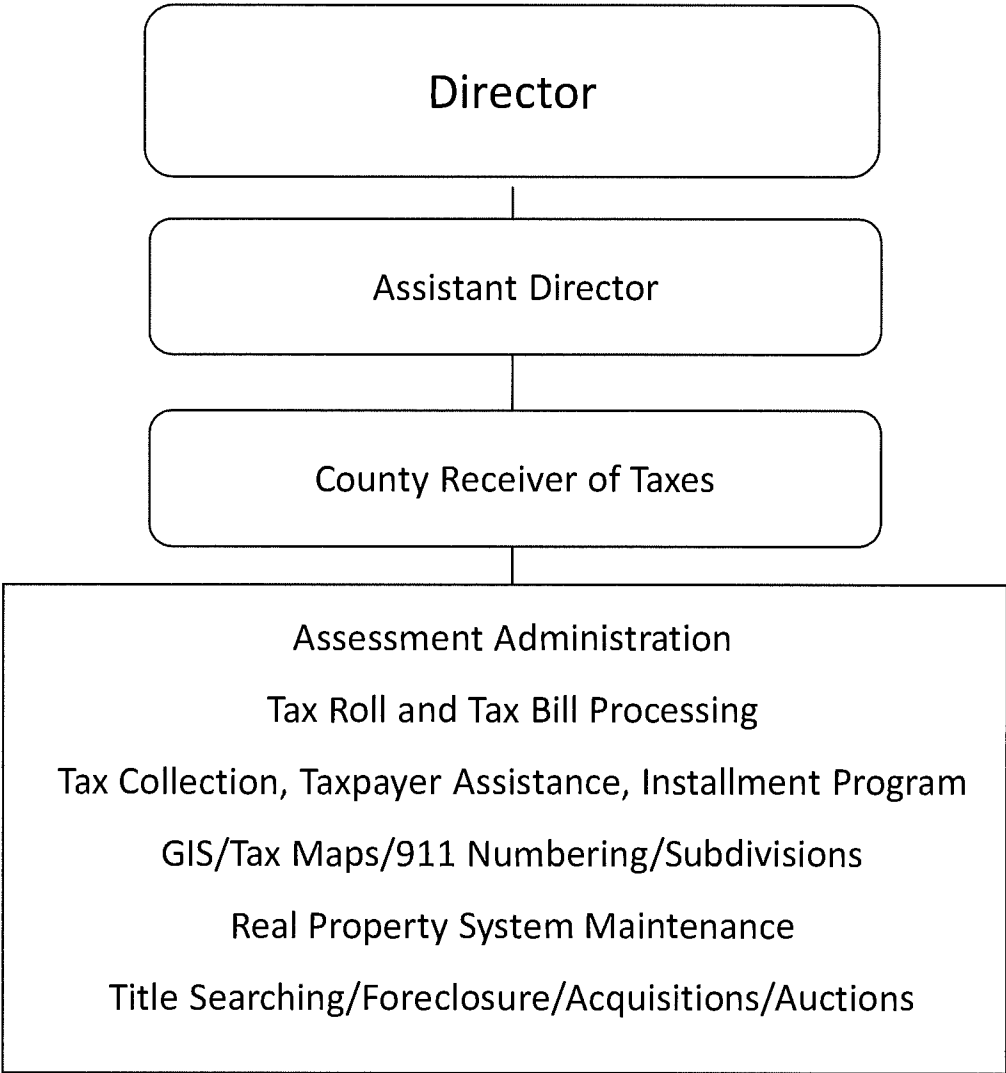 Director
Assistant Director
County Receiver of Taxes
Assessment Administration
Tax Roll and Tax Bill Processing
Tax Collection, Taxpayer Assistance, Installment Program
GIS/Tax Maps/911 Numbering/Subdivisions
Real Property System Maintenance
Title Searching/Foreclosure/Acquisitions/Auctions